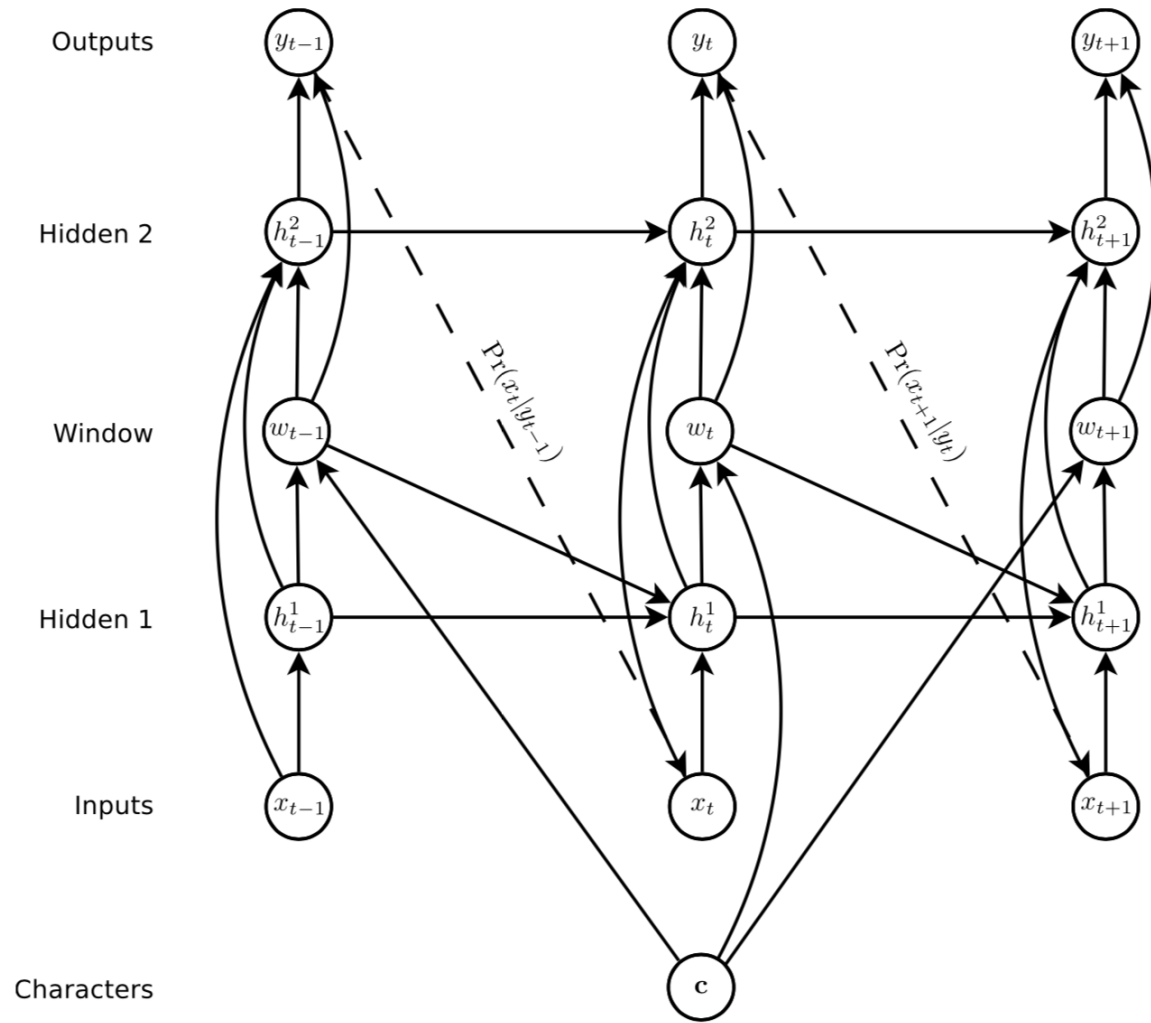 Outputs y_{t−1} y_t y_{t+1}
Hidden 2 h^2_{t−1} h^2_t h^2_{t+1}
Pr(x_t|y_{t−1}) Pr(x_{t+1}|y_t)
Window w_{t−1} w_t w_{t+1}
Hidden 1 h^1_{t−1} h^1_t h^1_{t+1}
Inputs x_{t−1} x_t x_{t+1}
Characters c